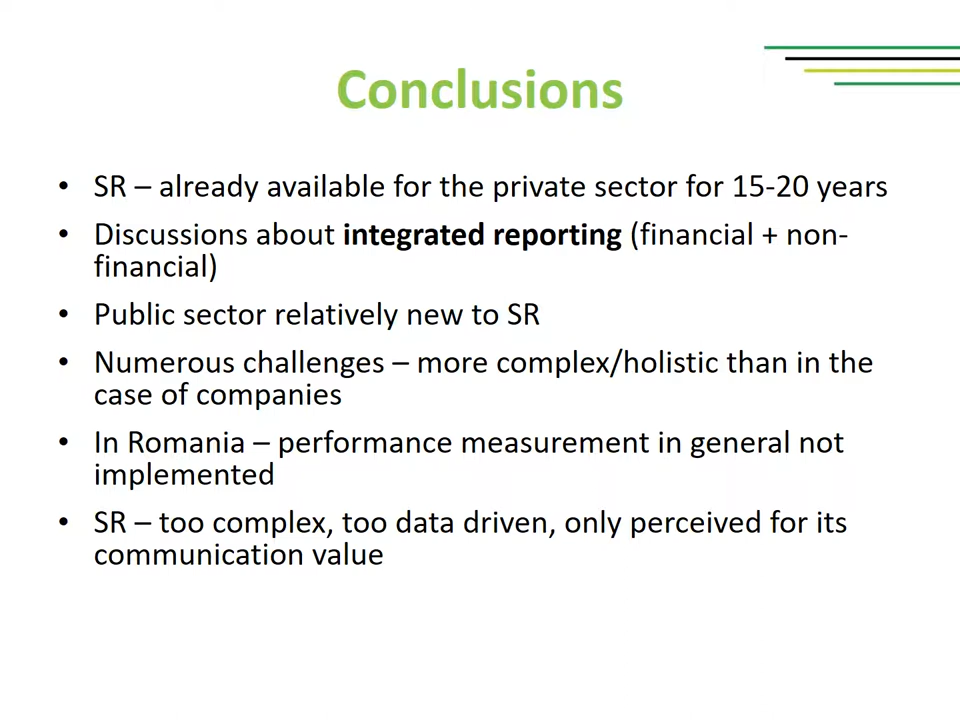 Conclusions
• SR – already available for the private sector for 15-20 years
• Discussions about integrated reporting (financial + non-
financial)
• Public sector relatively new to SR
• Numerous challenges – more complex/holistic than in the
case of companies
• In Romania – performance measurement in general not
implemented
• SR – too complex, too data driven, only perceived for its
communication value